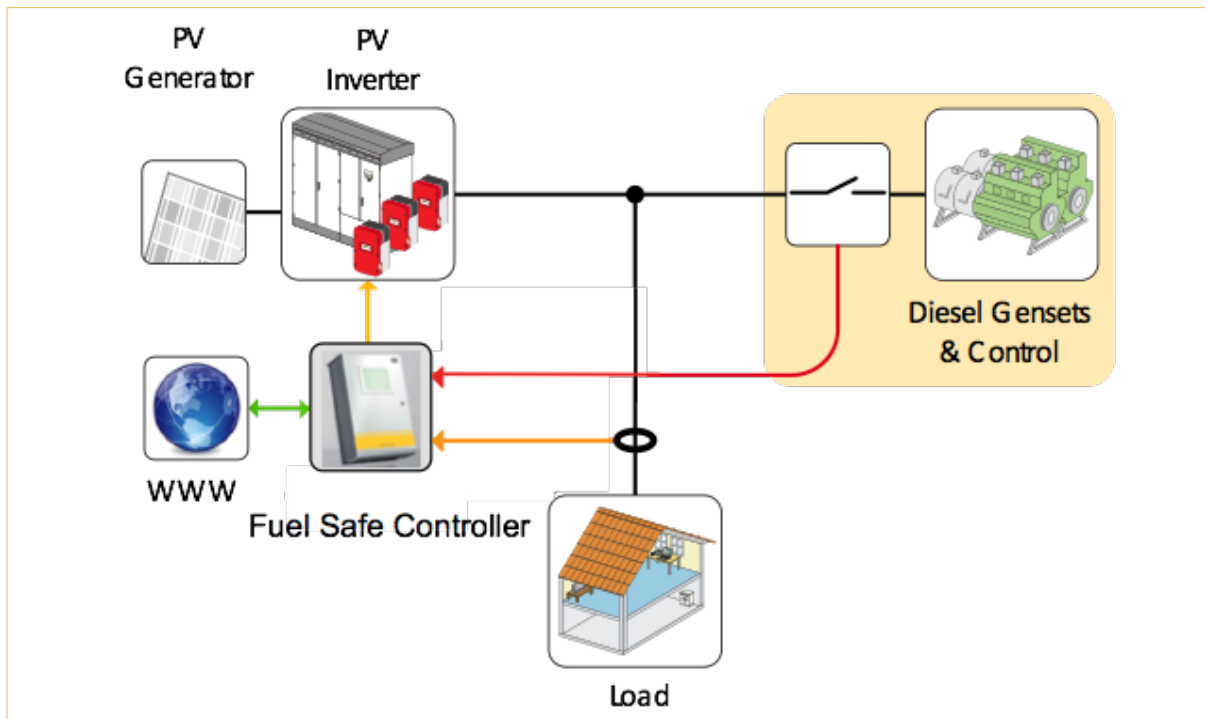 PV
Generator
PV
Inverter
Diesel Gensets
& Control
WWW
Fuel Safe Controller
Load